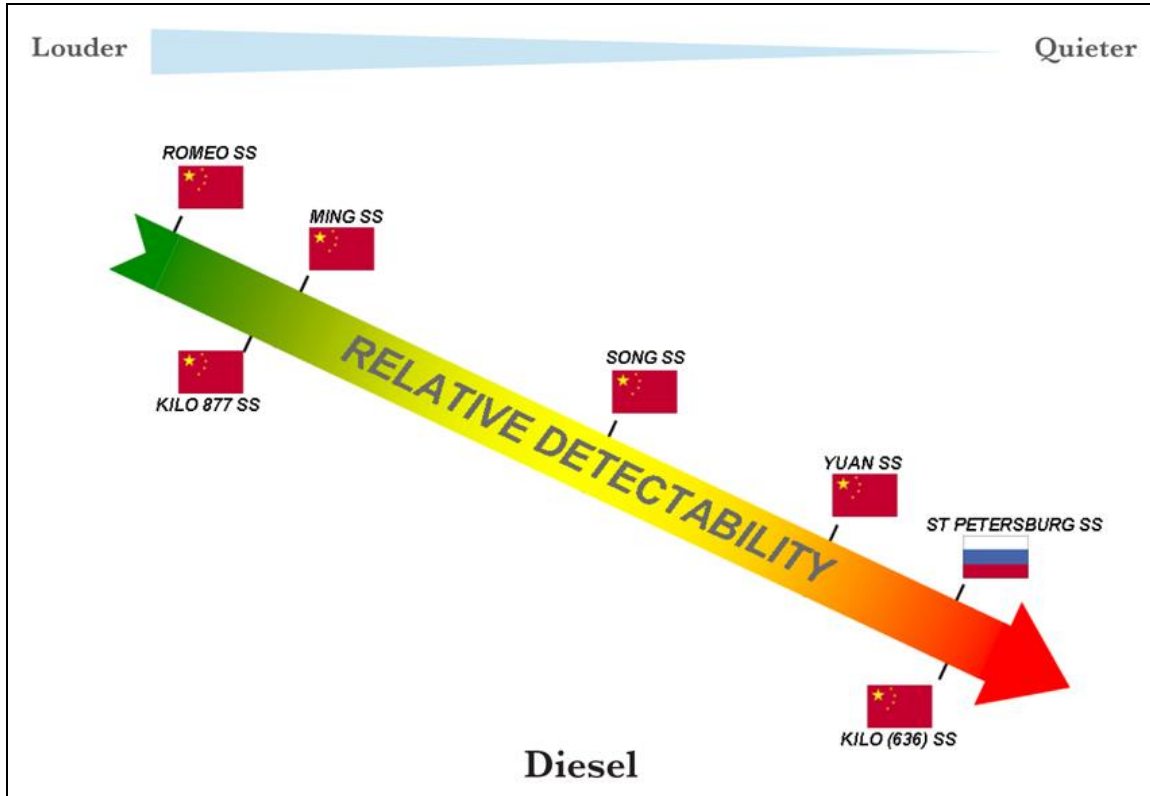 Louder
Quieter
ROMEO SS
MING SS
KILO 877 SS
SONG SS
RELATIVE DETECTABILITY
YUAN SS
ST PETERSBURG SS
KILO (636) SS
Diesel